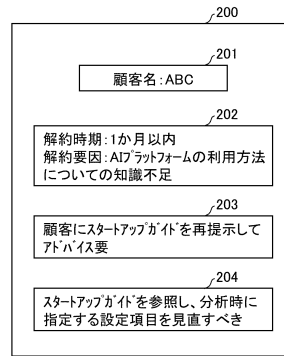 200
201
顧客名:ABC
202
解約時期:1か月以内
解約要因:AIプラットフォームの利用方法
についての知識不足
203
顧客にスタートアップガイドを再提示して
アドバイス要
204
スタートアップガイドを参照し、分析時に
指定する設定項目を見直すべき